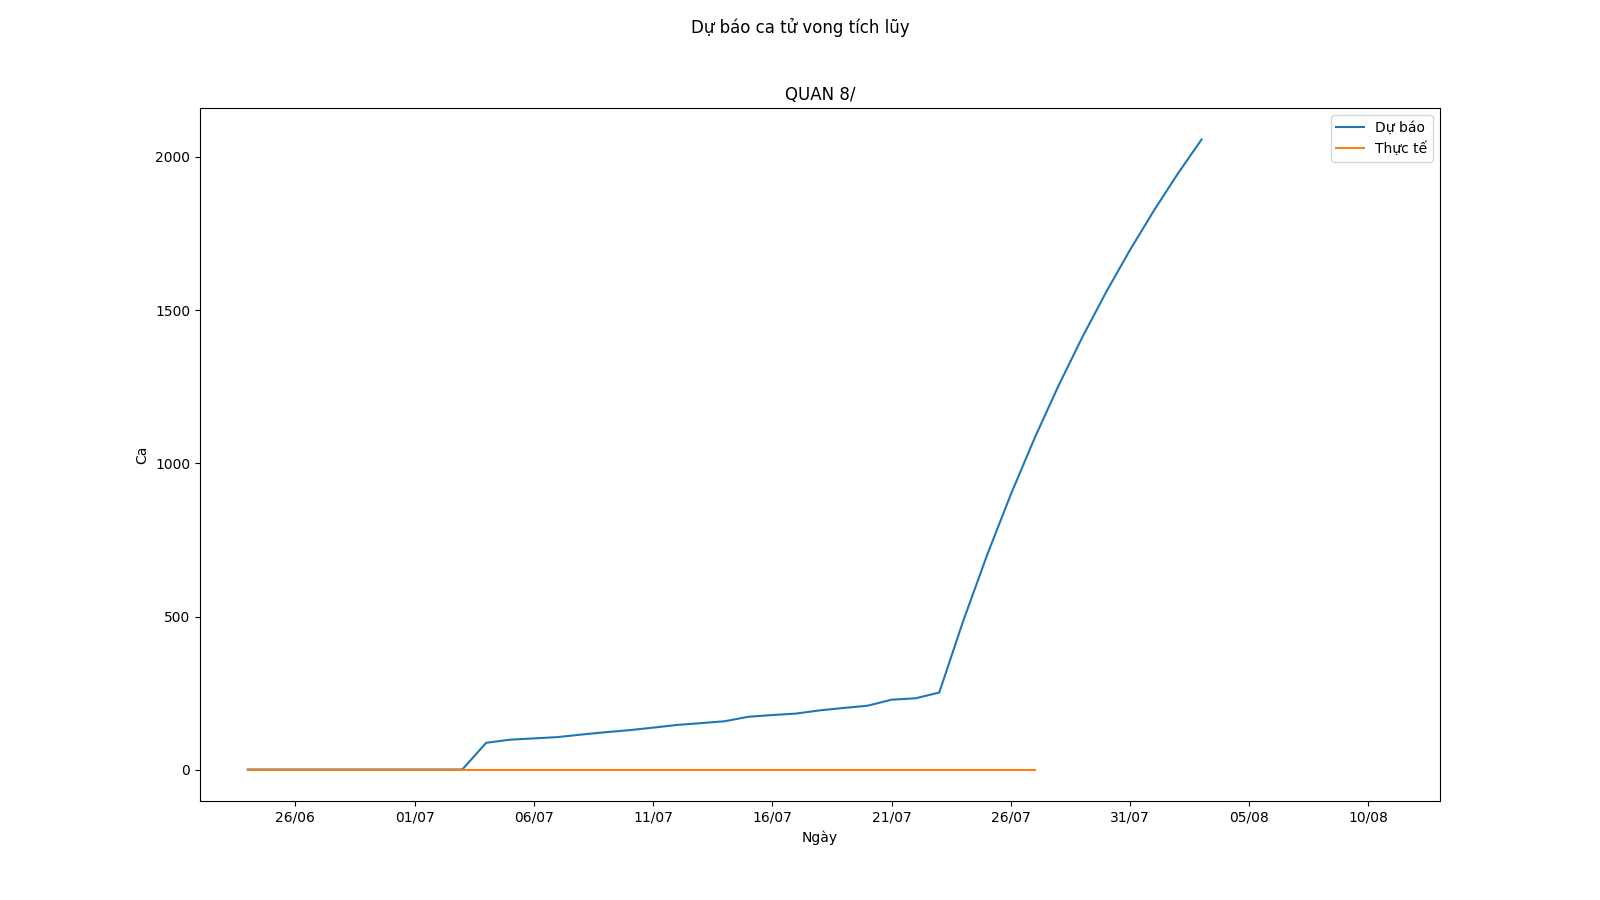 Dự báo ca tử vong tích lũy
QUAN 8/
Dự báo
Thực tế
Ca
2000
1500
1000
500
0
26/06 01/07 06/07 11/07 16/07 21/07 26/07 31/07 05/08 10/08
Ngày